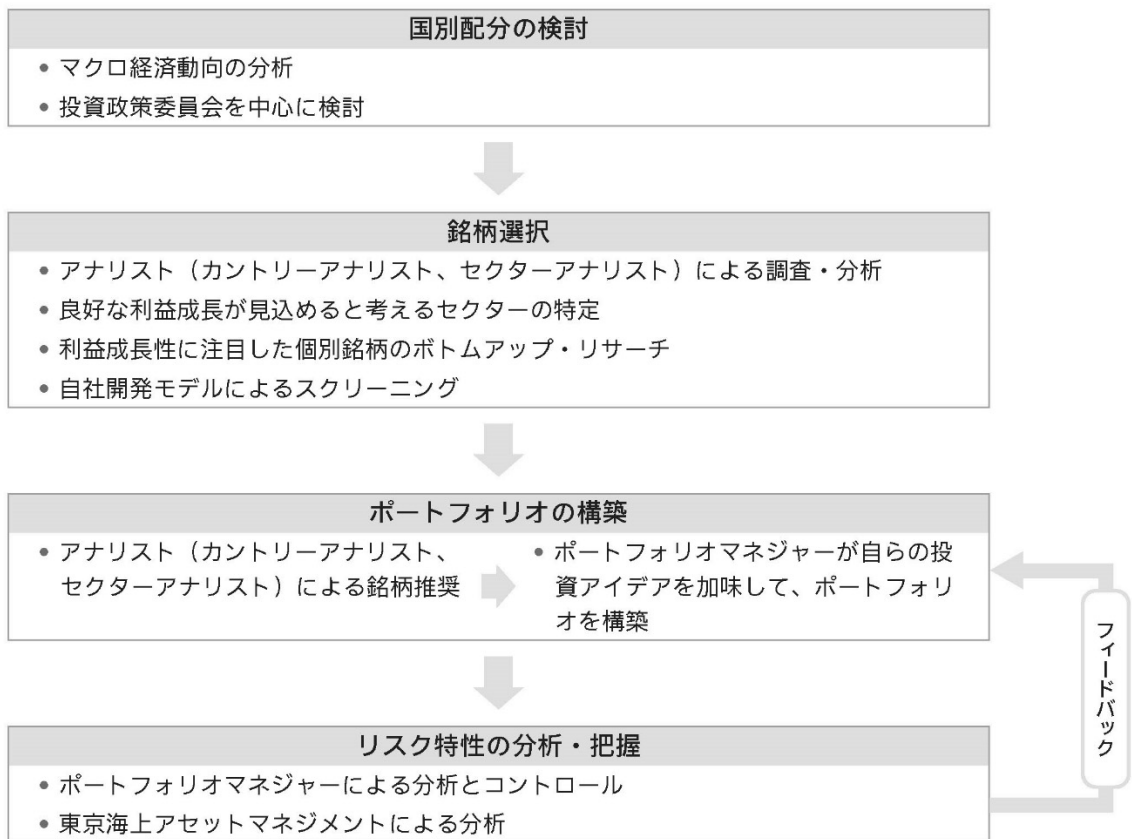 国別配分の検討
• マクロ経済動向の分析
• 投資政策委員会を中心に検討
銘柄選択
• アナリスト（カントリーアナリスト、セクターアナリスト）による調査・分析
• 良好な利益成長が見込めると考えるセクターの特定
• 利益成長性に注目した個別銘柄のボトムアップ・リサーチ
• 自社開発モデルによるスクリーニング
ポートフォリオの構築
• アナリスト（カントリーアナリスト、
セクターアナリスト）による銘柄推奨
• ポートフォリオマネジャーが自らの投
資アイデアを加味して、ポートフォリ
オを構築
フィードバック
リスク特性の分析・把握
• ポートフォリオマネジャーによる分析とコントロール
• 東京海上アセットマネジメントによる分析